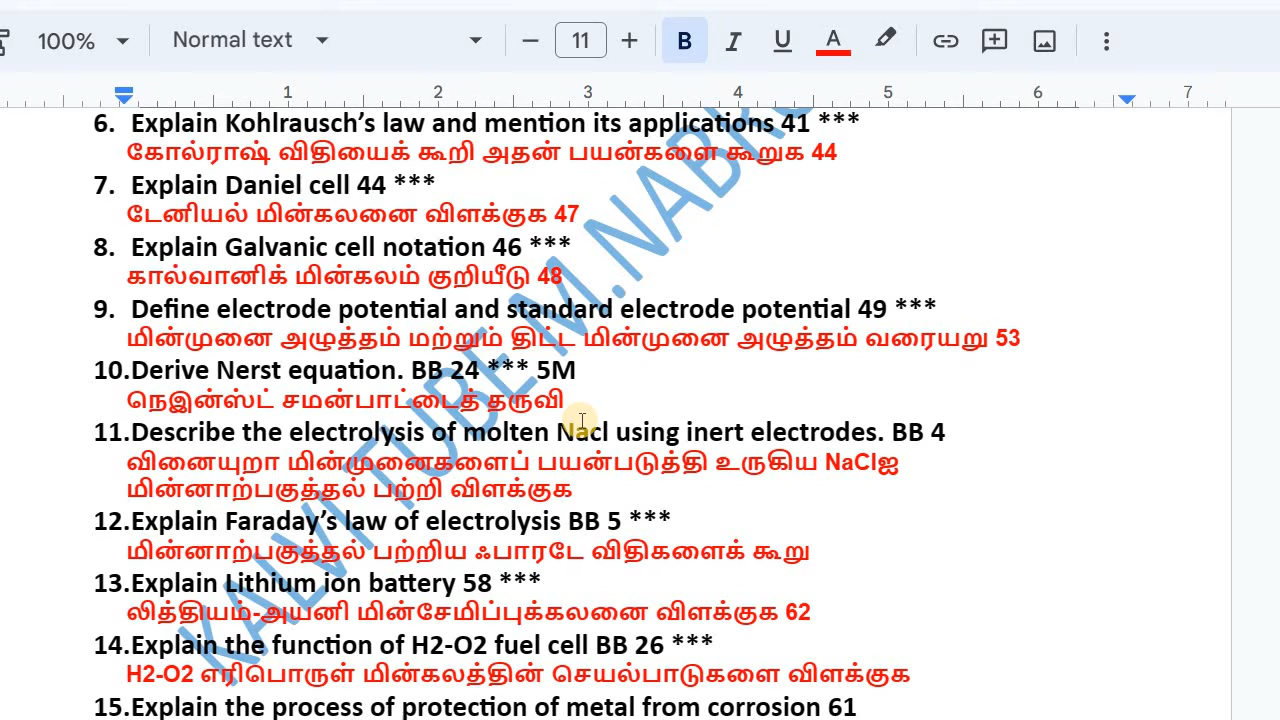 100% Normal text 11 B I U A
1 2 3 4 5 6 7
6. Explain Kohlrausch’s law and mention its applications 41 ***
கோல்ராஷ் விதியைக் கூறி அதன் பயன்களை கூறுக 44
7. Explain Daniel cell 44 ***
டேனியல் மின்கலனை விளக்குக 47
8. Explain Galvanic cell notation 46 ***
கால்வானிக் மின்கலம் குறியீடு 48
9. Define electrode potential and standard electrode potential 49 ***
மின்முனை அழுத்தம் மற்றும் திட்ட மின்முனை அழுத்தம் வரையறு 53
10.Derive Nerst equation. BB 24 *** 5M
நெஇன்ஸ்ட் சமன்பாட்டைத் தருவி
11.Describe the electrolysis of molten Nacl using inert electrodes. BB 4
வினையுறா மின்முனைகளைப் பயன்படுத்தி உருகிய NaClஐ
மின்னாற்பகுத்தல் பற்றி விளக்குக
12.Explain Faraday’s law of electrolysis BB 5 ***
மின்னாற்பகுத்தல் பற்றிய ஃபாரடே விதிகளைக் கூறு
13.Explain Lithium ion battery 58 ***
லித்தியம்-அயனி மின்சேமிப்புக்கலனை விளக்குக 62
14.Explain the function of H2-O2 fuel cell BB 26 ***
H2-O2 எரிபொருள் மின்கலத்தின் செயல்பாடுகளை விளக்குக
15.Explain the process of protection of metal from corrosion 61
KALVI TUBE M.NABRO